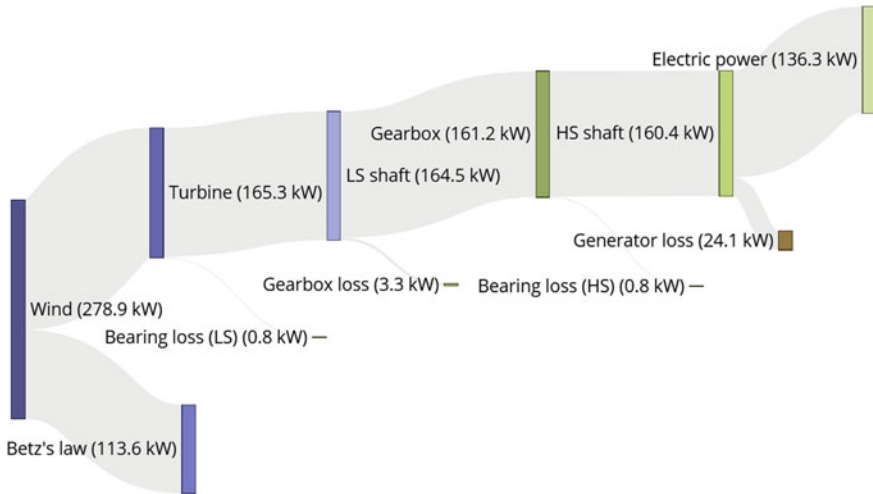 Electric power (136.3 kW)
Gearbox (161.2 kW)
HS shaft (160.4 kW)
LS shaft (164.5 kW)
Turbine (165.3 kW)
Generator loss (24.1 kW)
Gearbox loss (3.3 kW)
Bearing loss (HS) (0.8 kW)
Wind (278.9 kW)
Bearing loss (LS) (0.8 kW)
Betz's law (113.6 kW)